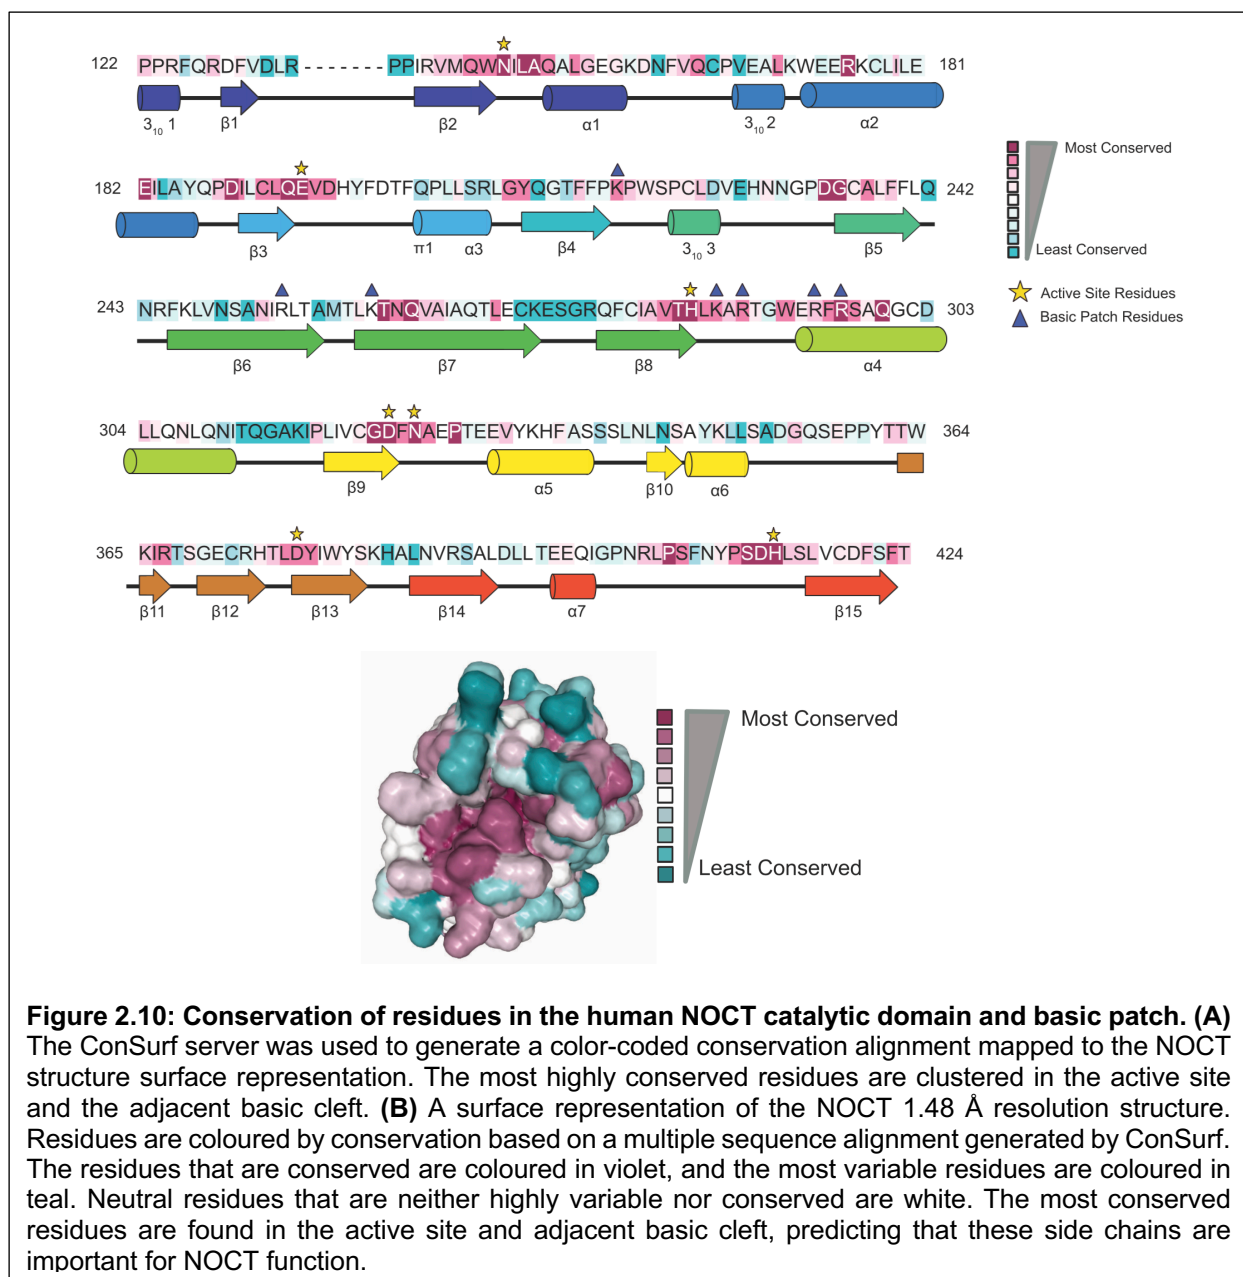 122 PPRFQRDFVDLR-------PPIRVMQWNILAQALGEGKDNFVQCPVEALKWEERKCLILE 181
3₁₀ 1 β1 β2 α1 3₁₀ 2 α2
182 EILAYQPDILCLQEVDHYFDTFQPLLSRLGYQGTFFPKPWSPCLDVEHNNGPDGCALFFLQ 242
β3 π1 α3 β4 3₁₀ 3 β5
243 NRFKLVNSANIRLTAMTLKTNQVAIAQTLECKESGRQFCIAVTHLKARTGWERFRSAQGCD 303
β6 β7 β8 α4
304 LLQNLQNITQGAKIPLIVCGDFNAEPTEEVYKHFASSSLNLNSAYKLLSADGQSEPPYTTW 364
β9 α5 β10 α6
365 KIRTSGECRHTLDYIWYSKHALNVRSALDLLTEEQIGPNRLPSFNYPSDHLSLVCDFSFT 424
β11 β12 β13 β14 α7 β15
Most Conserved
Least Conserved
Active Site Residues
Basic Patch Residues
Most Conserved
Least Conserved
Figure 2.10: Conservation of residues in the human NOCT catalytic domain and basic patch. (A)
The ConSurf server was used to generate a color-coded conservation alignment mapped to the NOCT
structure surface representation. The most highly conserved residues are clustered in the active site
and the adjacent basic cleft. (B) A surface representation of the NOCT 1.48 Å resolution structure.
Residues are coloured by conservation based on a multiple sequence alignment generated by ConSurf.
The residues that are conserved are coloured in violet, and the most variable residues are coloured in
teal. Neutral residues that are neither highly variable nor conserved are white. The most conserved
residues are found in the active site and adjacent basic cleft, predicting that these side chains are
important for NOCT function.